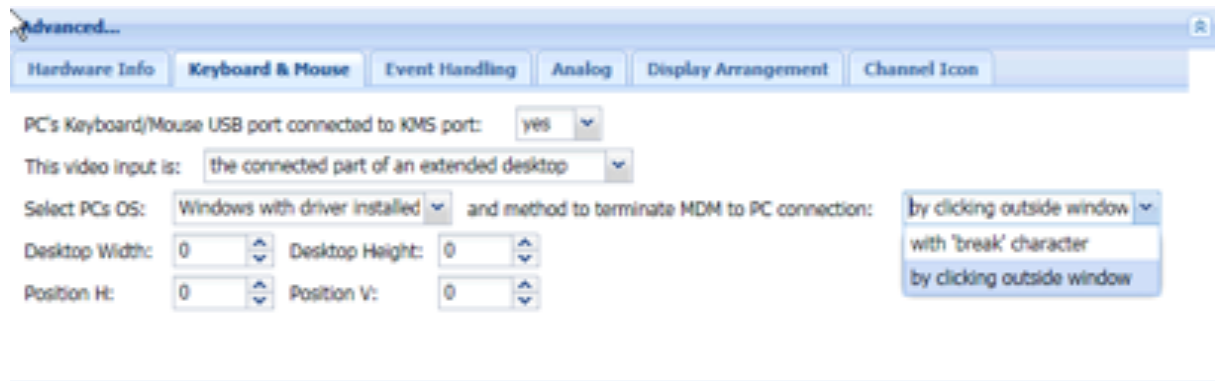 Advanced...
Hardware Info Keyboard & Mouse Event Handling Analog Display Arrangement Channel Icon
PC's Keyboard/Mouse USB port connected to KMS port: yes
This video input is: the connected part of an extended desktop
Select PCs OS: Windows with driver installed and method to terminate MDM to PC connection: by clicking outside window
with 'break' character
Desktop Width: 0 Desktop Height: 0
by clicking outside window
Position H: 0 Position V: 0